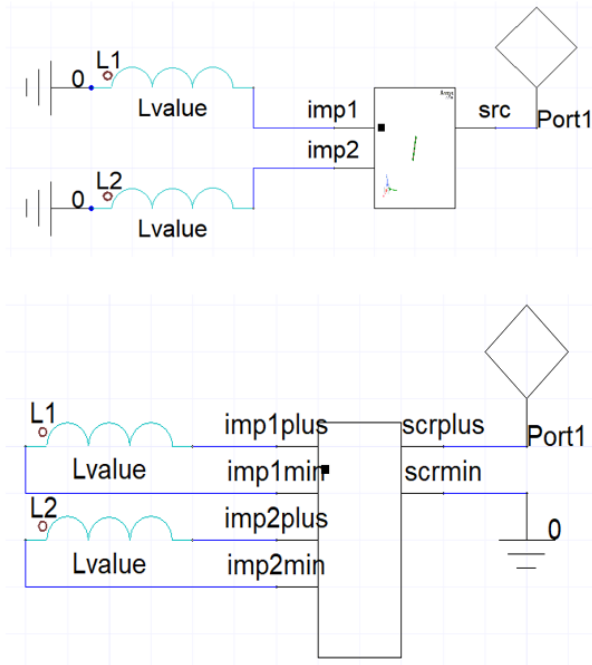 L1
0
Lvalue
imp1
src
Port1
imp2
L2
0
Lvalue
L1
imp1plus
scrplus
Port1
Lvalue
imp1min
scrmin
L2
imp2plus
0
Lvalue
imp2min